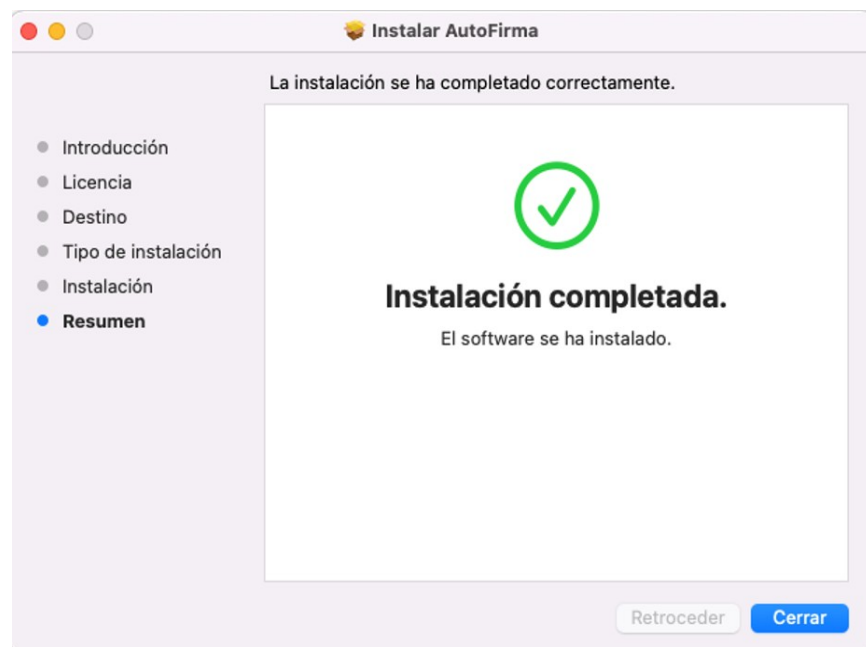 Instalar AutoFirma
La instalación se ha completado correctamente.
Introducción
Licencia
Destino
Tipo de instalación
Instalación
Resumen
Instalación completada.
El software se ha instalado.
Retroceder
Cerrar